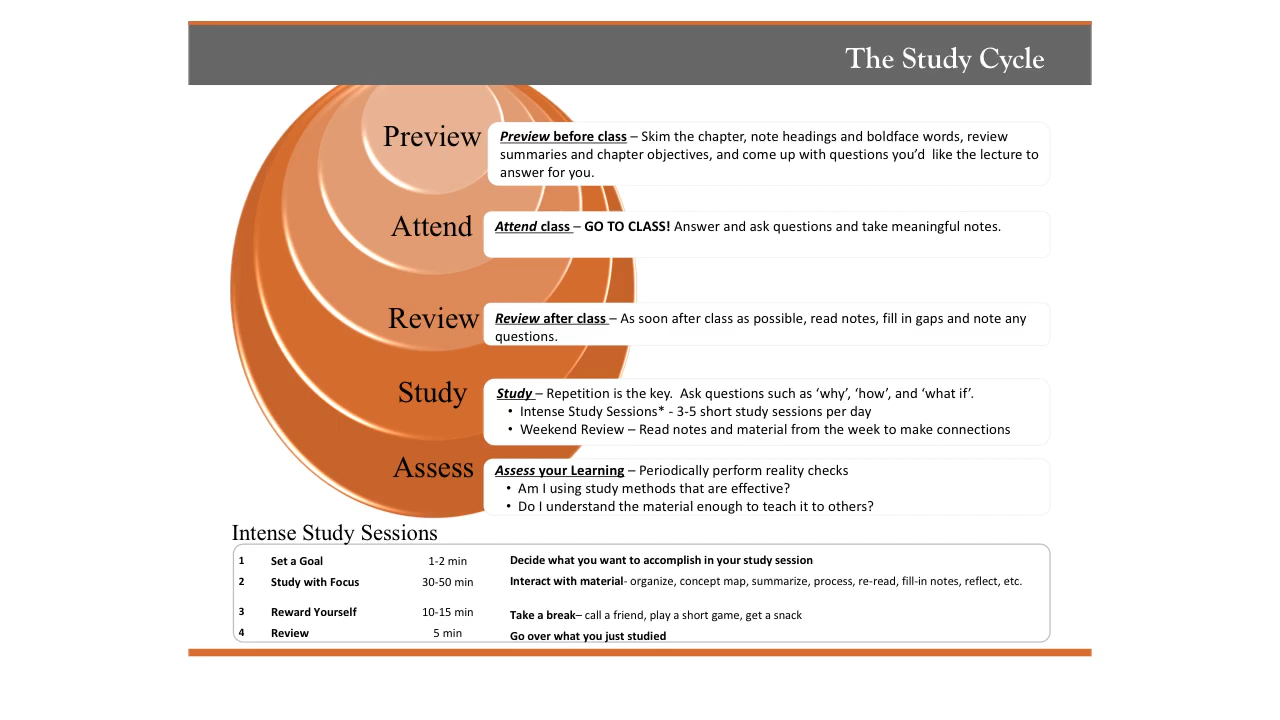 The Study Cycle
Preview
Preview before class – Skim the chapter, note headings and boldface words, review
summaries and chapter objectives, and come up with questions you’d  like the lecture to
answer for you.
Attend
Attend class – GO TO CLASS! Answer and ask questions and take meaningful notes.
Review
Review after class – As soon after class as possible, read notes, fill in gaps and note any
questions.
Study
Study – Repetition is the key.  Ask questions such as ‘why’, ‘how’, and ‘what if’.
• Intense Study Sessions* - 3-5 short study sessions per day
• Weekend Review – Read notes and material from the week to make connections
Assess
Assess your Learning – Periodically perform reality checks
• Am I using study methods that are effective?
• Do I understand the material enough to teach it to others?
Intense Study Sessions
1 Set a Goal 1-2 min Decide what you want to accomplish in your study session
2 Study with Focus 30-50 min Interact with material- organize, concept map, summarize, process, re-read, fill-in notes, reflect, etc.
3 Reward Yourself 10-15 min Take a break– call a friend, play a short game, get a snack
4 Review 5 min Go over what you just studied